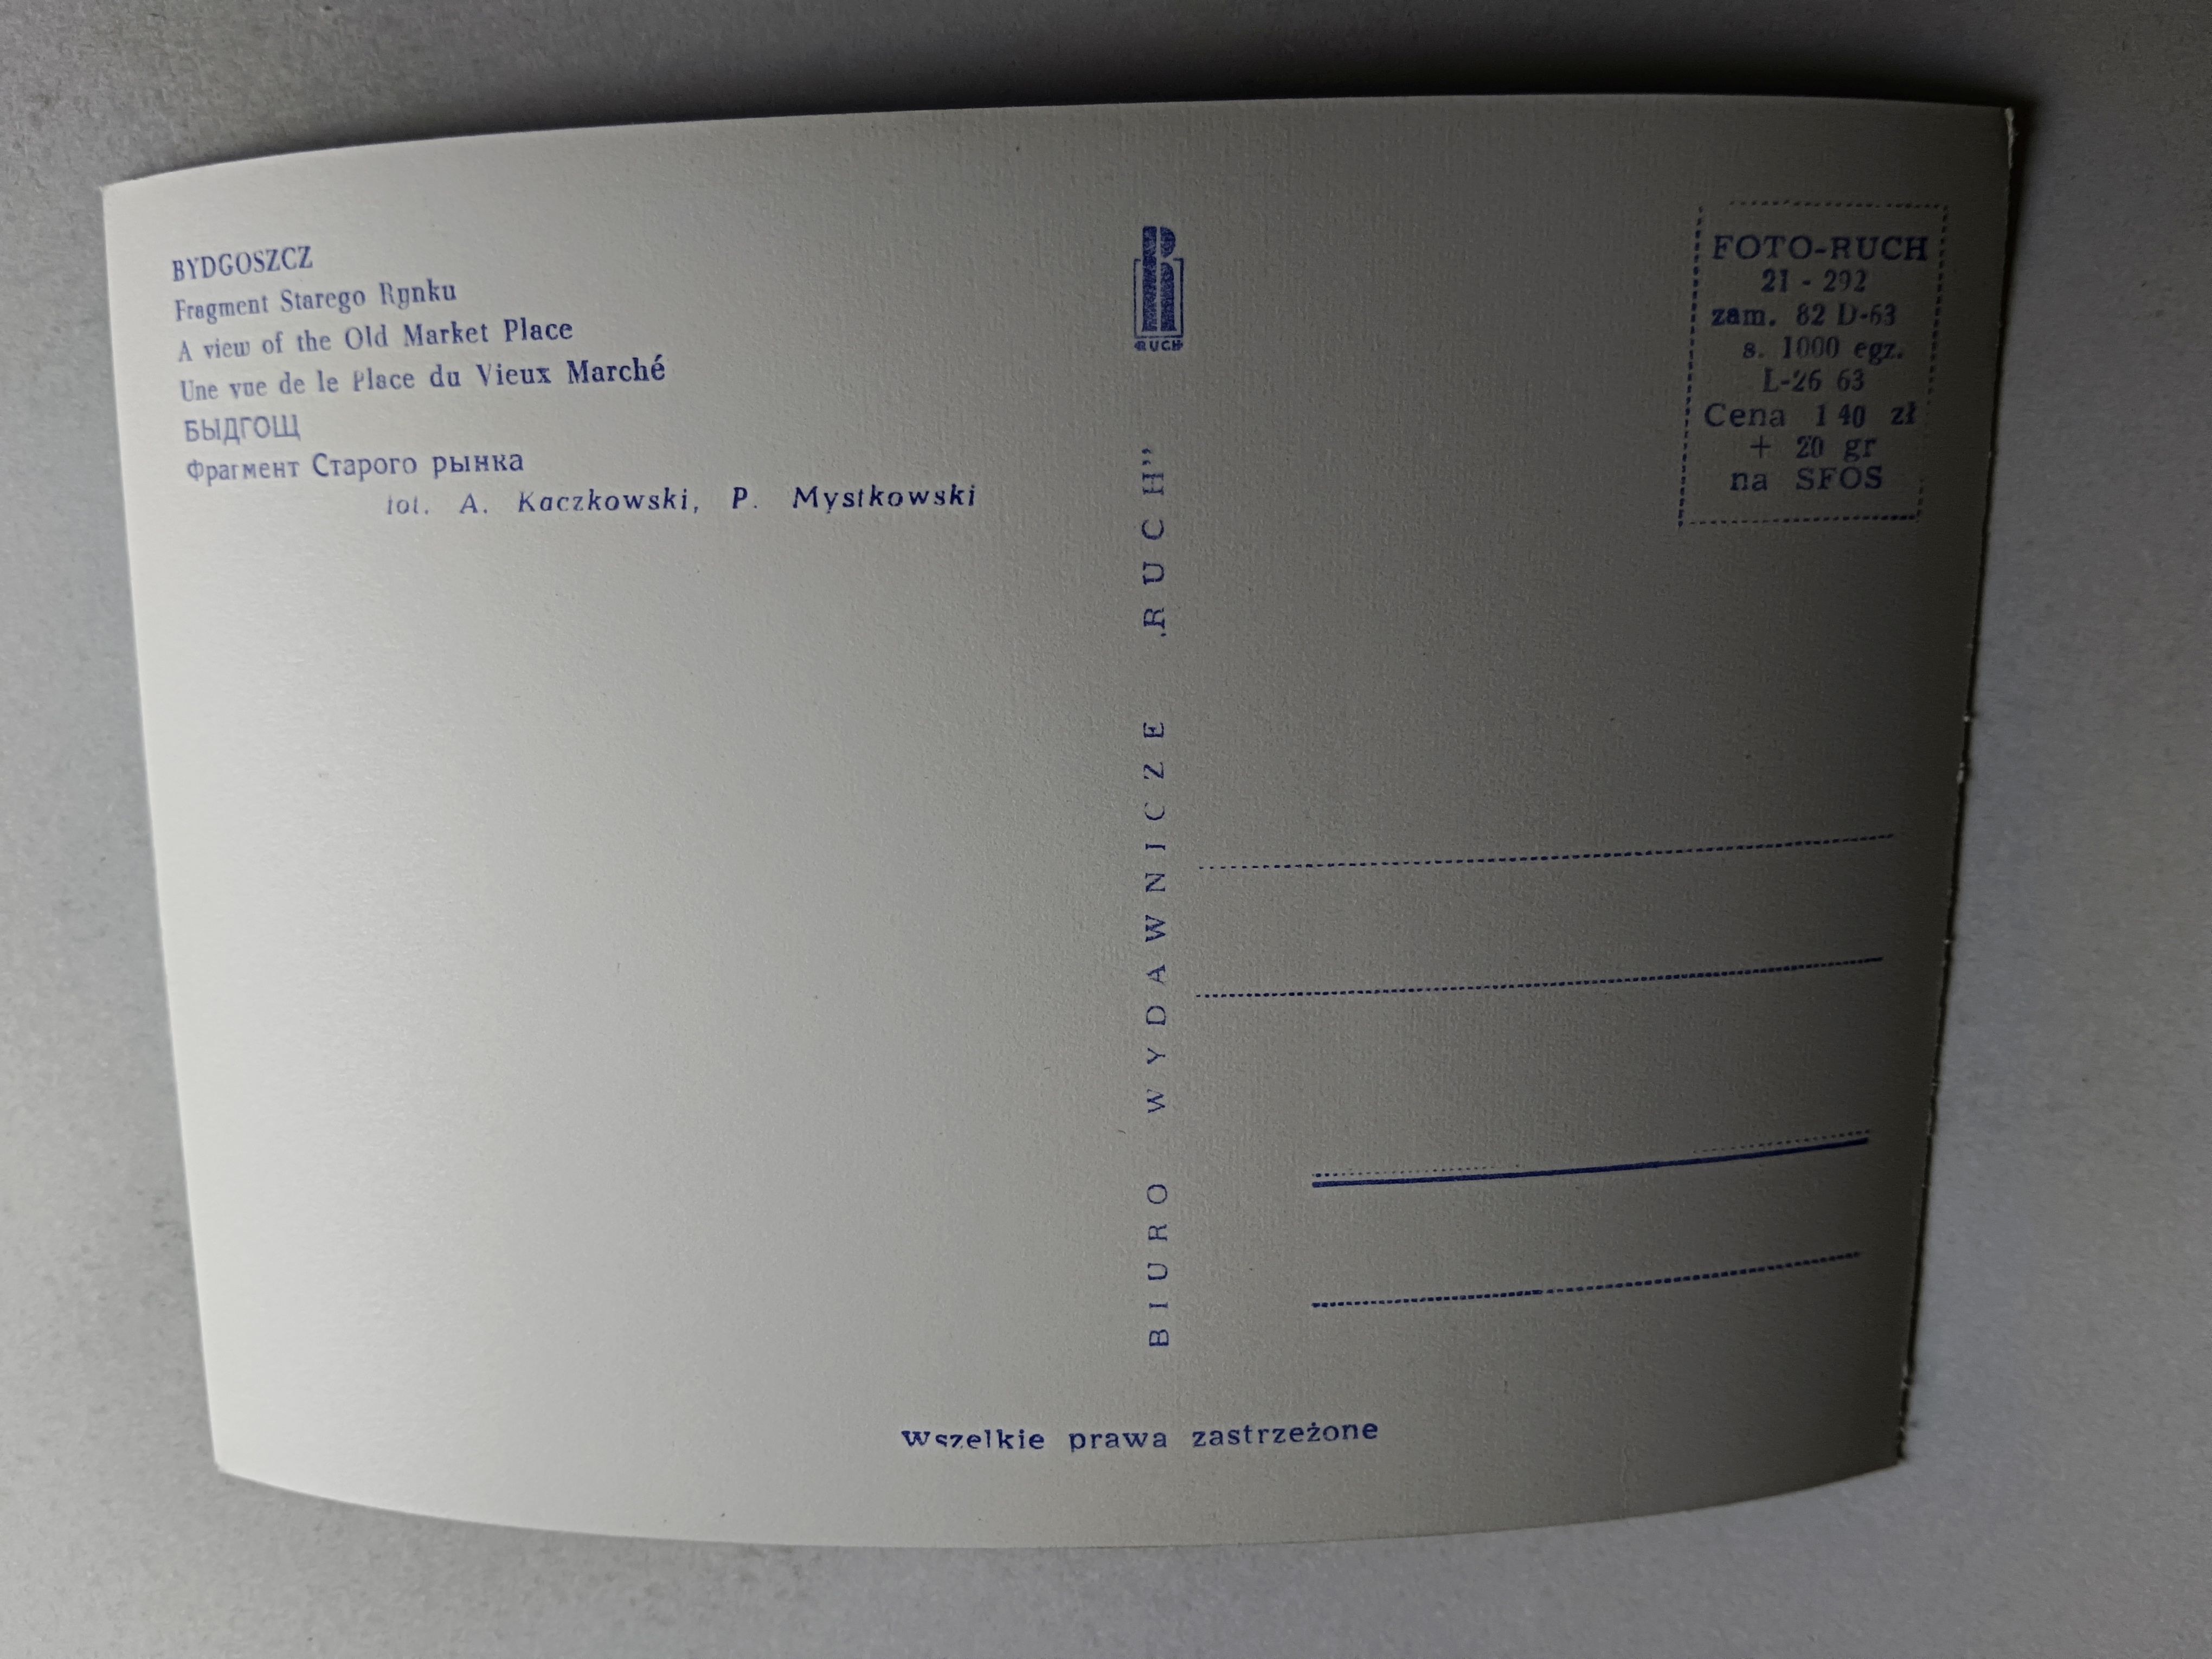 BYDGOSZCZ
Fragment Starego Rynku
A view of the Old Market Place
Une vue de le Place du Vieux Marché
БЫДГОЩ
Фрагмент Старого рынка
fot. A. Kaczkowski, P. Mystkowski
RUCH
BIURO WYDAWNICZE „RUCH”
FOTO-RUCH
21 - 292
zam. 82 D-63
s. 1000 egz.
L-26 63
Cena 1 40 zł
+ 20 gr
na SFOS
Wszelkie prawa zastrzeżone